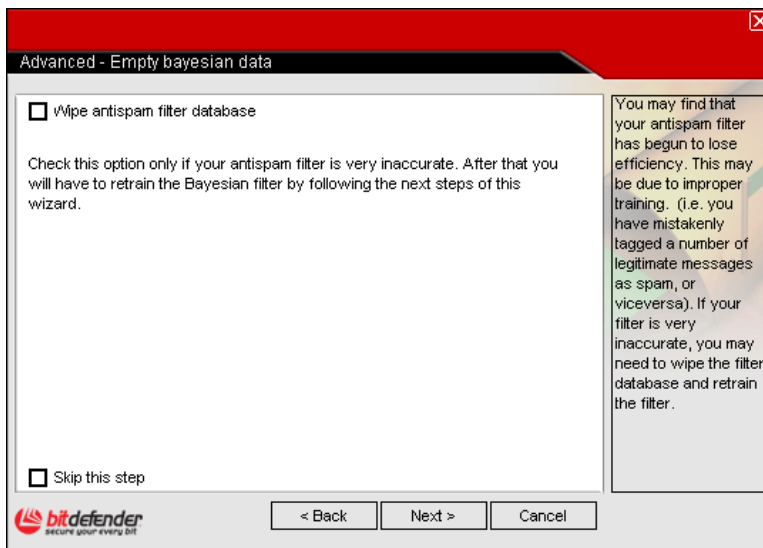 Advanced - Empty bayesian data
Wipe antispam filter database
Check this option only if your antispam filter is very inaccurate. After that you
will have to retrain the Bayesian filter by following the next steps of this
wizard.
Skip this step
You may find that
your antispam filter
has begun to lose
efficiency. This may
be due to improper
training. (i.e. you
have mistakenly
tagged a number of
legitimate messages
as spam, or
viceversa). If your
filter is very
inaccurate, you may
need to wipe the filter
database and retrain
the filter.
bitdefender
secure your every bit
< Back
Next >
Cancel